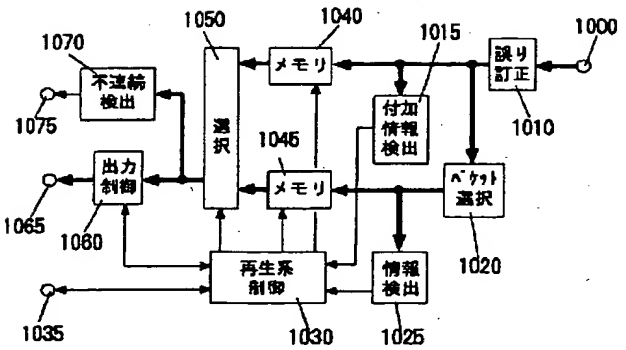 1050
1040
1070
1015
1000
不連続
検出
メモリ
誤り
訂正
1075
選択
付加
情報
検出
1010
1045
出力
制御
メモリ
パケット
選択
1065
1060
1020
再生系
制御
情報
検出
1035
1030
1025